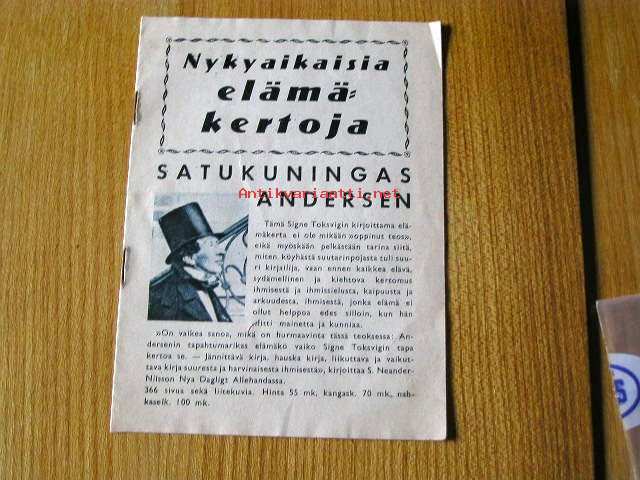 Nykyaikaisia
elämä-
kertoja
SATUKUNINGAS
Antikvariantti.net
ANDERSEN
Tämä Signe Toksvigin kirjoittama elä-
mäkerta ei ole mikään »oppinut teos»,
eikä myöskään pelkästään tarina siitä,
miten köyhästä suutarinpojasta tuli suu-
ri kirjailija, vaan ennen kaikkea elävä,
sydämellinen ja kiehtova kertomus
ihmisestä ja ihmissielusta, kaipuusta ja
arkuudesta, ihmisestä, jonka elämä ei
ollut helppoa edes silloin, kun hän
niitti mainetta ja kunniaa.
»On vaikea sanoa, mikä on hurmaavinta tässä teoksessa: An-
dersenin tapahtumarikas elämäkö vaiko Signe Toksvigin tapa
kertoa se. — Jännittävä kirja, hauska kirja, liikuttava ja vaikut-
tava kirja suuresta ja harvinaisesta ihmisestä», kirjoittaa S. Neander-
Nilsson Nya Dagligt Allehandassa.
366 sivua sekä liitekuvia. Hinta 55 mk, kangask. 70 mk, nah-
kaselk. 100 mk.